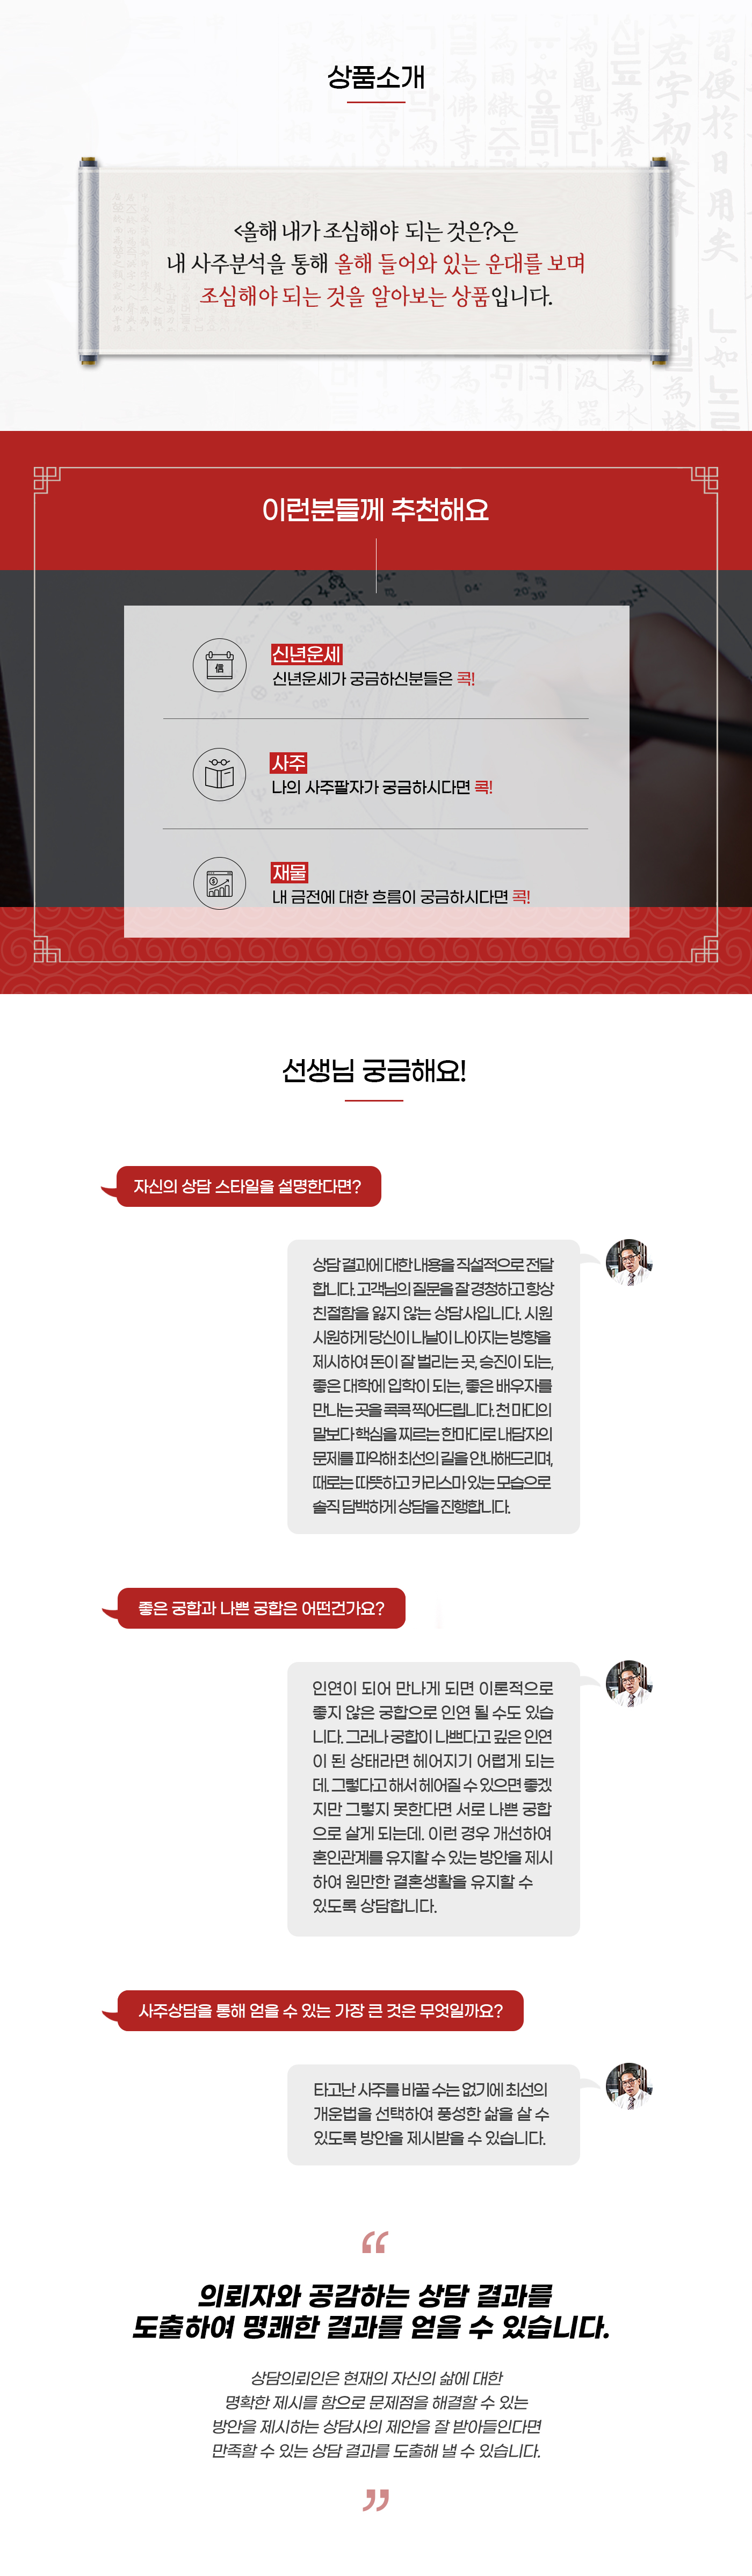 상품소개
<올해 내가 조심해야 되는 것은?>은
내 사주분석을 통해 올해 들어와 있는 운대를 보며
조심해야 되는 것을 알아보는 상품입니다.
이런분들께 추천해요
신년운세
신년운세가 궁금하신분들은 콕!
사주
나의 사주팔자가 궁금하시다면 콕!
재물
내 금전에 대한 흐름이 궁금하시다면 콕!
선생님 궁금해요!
자신의 상담 스타일을 설명한다면?
상담 결과에 대한 내용을 직설적으로 전달
합니다. 고객님의 질문을 잘 경청하고 항상
친절함을 잃지 않는 상담사입니다. 시원
시원하게 당신이 나날이 나아지는 방향을
제시하여 돈이 잘 벌리는 곳, 승진이 되는,
좋은 대학에 입학이 되는, 좋은 배우자를
만나는 곳을 콕콕 찍어드립니다. 천 마디의
말보다 핵심을 찌르는 한마디로 내담자의
문제를 파악해 최선의 길을 안내해드리며,
때로는 따뜻하고 카리스마 있는 모습으로
솔직 담백하게 상담을 진행합니다.
좋은 궁합과 나쁜 궁합은 어떤건가요?
인연이 되어 만나게 되면 이론적으로
좋지 않은 궁합으로 인연 될 수도 있습
니다. 그러나 궁합이 나쁘다고 깊은 인연
이 된 상태라면 헤어지기 어렵게 되는
데. 그렇다고 해서 헤어질 수 있으면 좋겠
지만 그렇지 못한다면 서로 나쁜 궁합
으로 살게 되는데. 이런 경우 개선하여
혼인관계를 유지할 수 있는 방안을 제시
하여 원만한 결혼생활을 유지할 수
있도록 상담합니다.
사주상담을 통해 얻을 수 있는 가장 큰 것은 무엇일까요?
타고난 사주를 바꿀 수는 없기에 최선의
개운법을 선택하여 풍성한 삶을 살 수
있도록 방안을 제시받을 수 있습니다.
“
의뢰자와 공감하는 상담 결과를
도출하여 명쾌한 결과를 얻을 수 있습니다.
상담의뢰인은 현재의 자신의 삶에 대한
명확한 제시를 함으로 문제점을 해결할 수 있는
방안을 제시하는 상담사의 제안을 잘 받아들인다면
만족할 수 있는 상담 결과를 도출해 낼 수 있습니다.
”